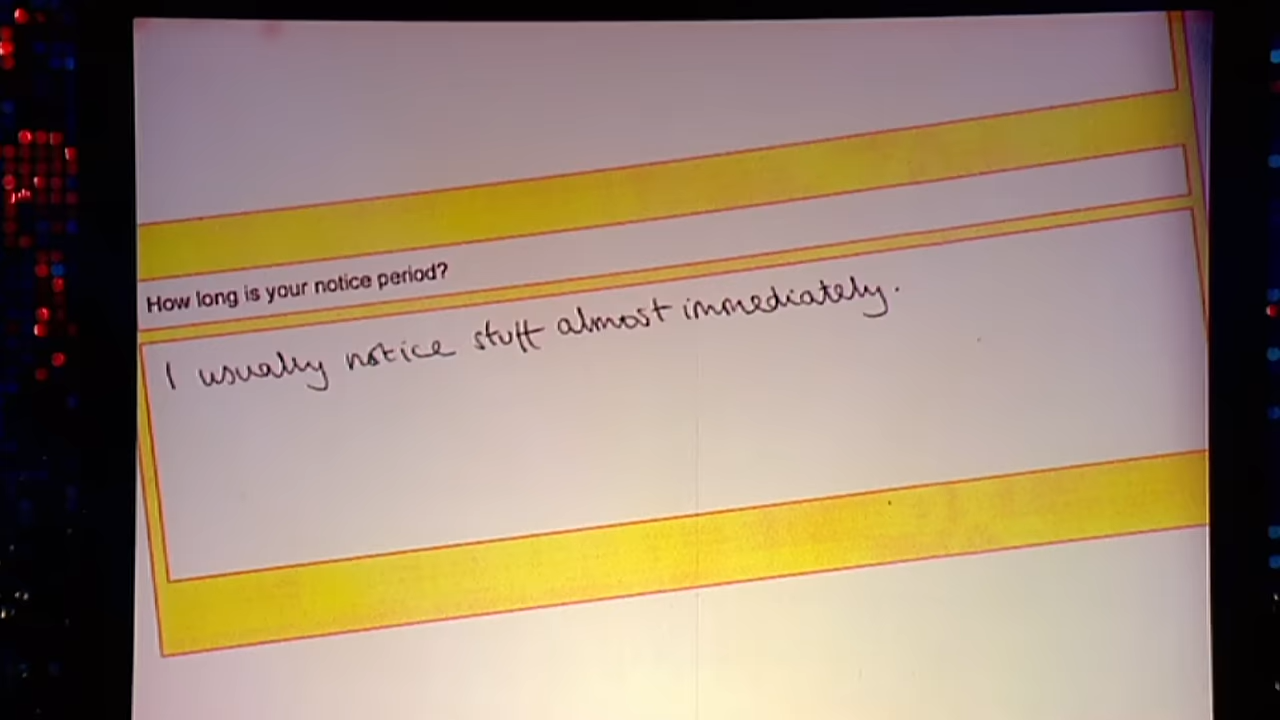 How long is your notice period?
I usually notice stuff almost immediately.